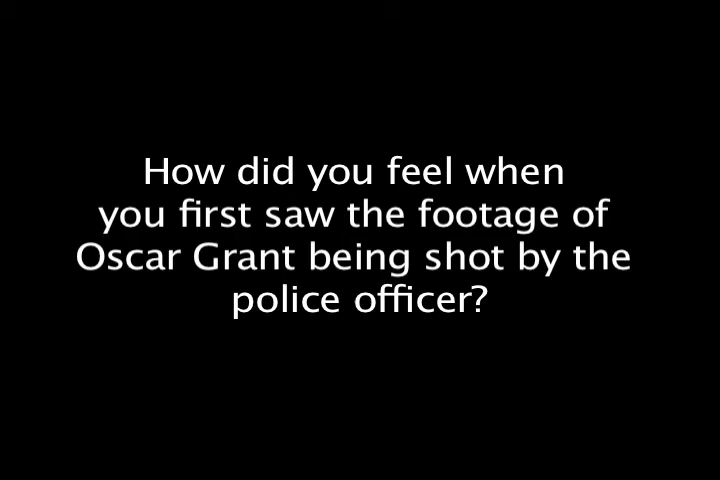 How did you feel when
you first saw the footage of
Oscar Grant being shot by the
police officer?